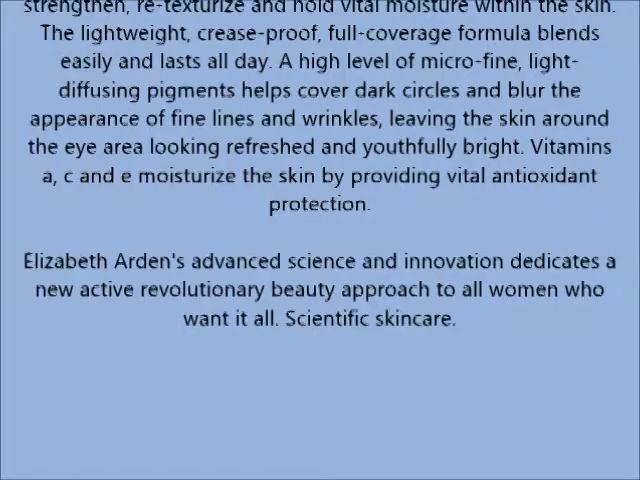 strengthen, re-texturize and hold vital moisture within the skin.
The lightweight, crease-proof, full-coverage formula blends
easily and lasts all day. A high level of micro-fine, light-
diffusing pigments helps cover dark circles and blur the
appearance of fine lines and wrinkles, leaving the skin around
the eye area looking refreshed and youthfully bright. Vitamins
a, c and e moisturize the skin by providing vital antioxidant
protection.
Elizabeth Arden's advanced science and innovation dedicates a
new active revolutionary beauty approach to all women who
want it all. Scientific skincare.